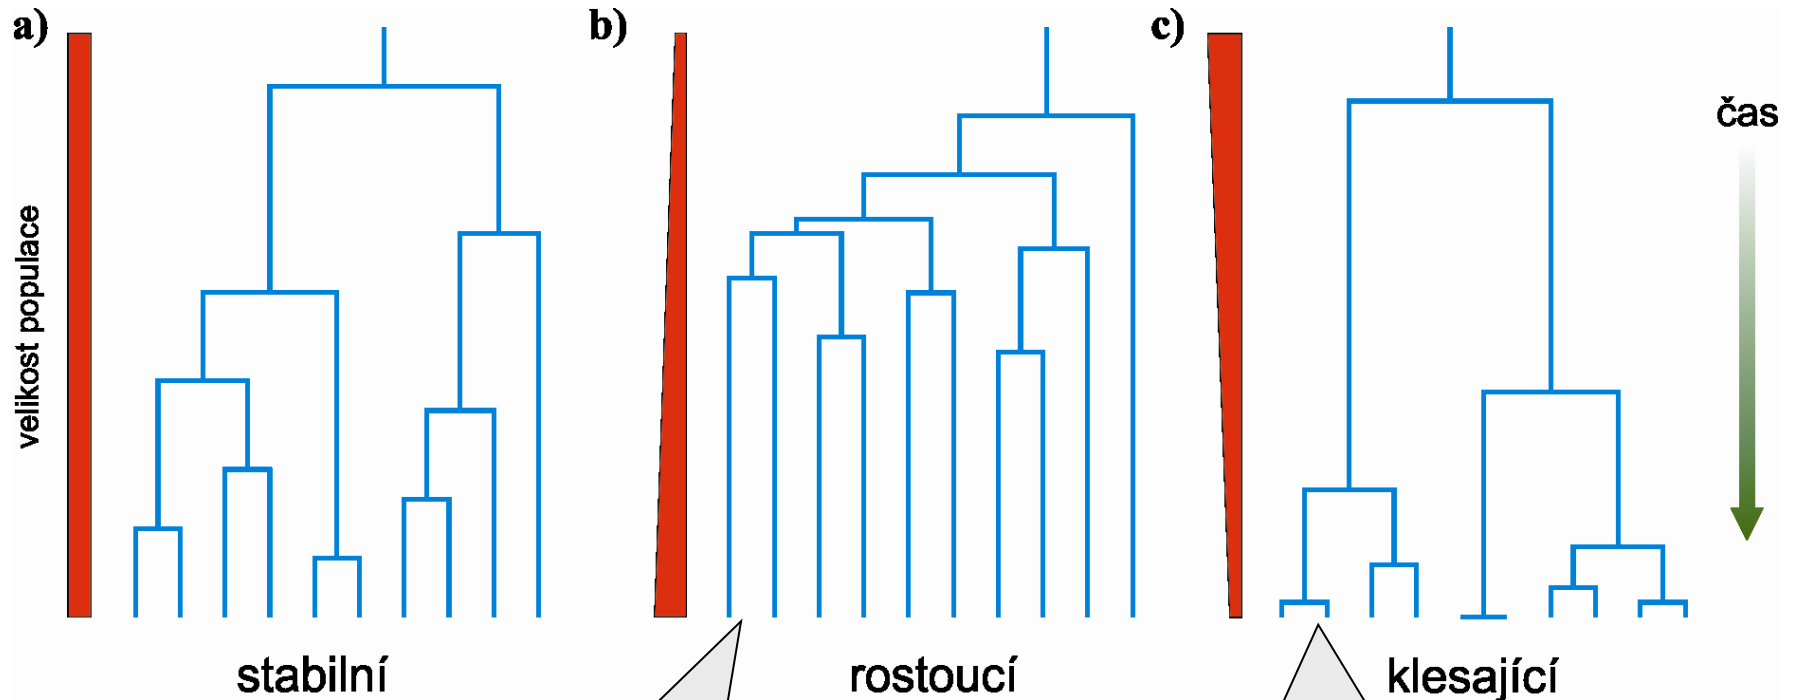 a)
b)
c)
čas
velikost populace
stabilní
rostoucí
klesající